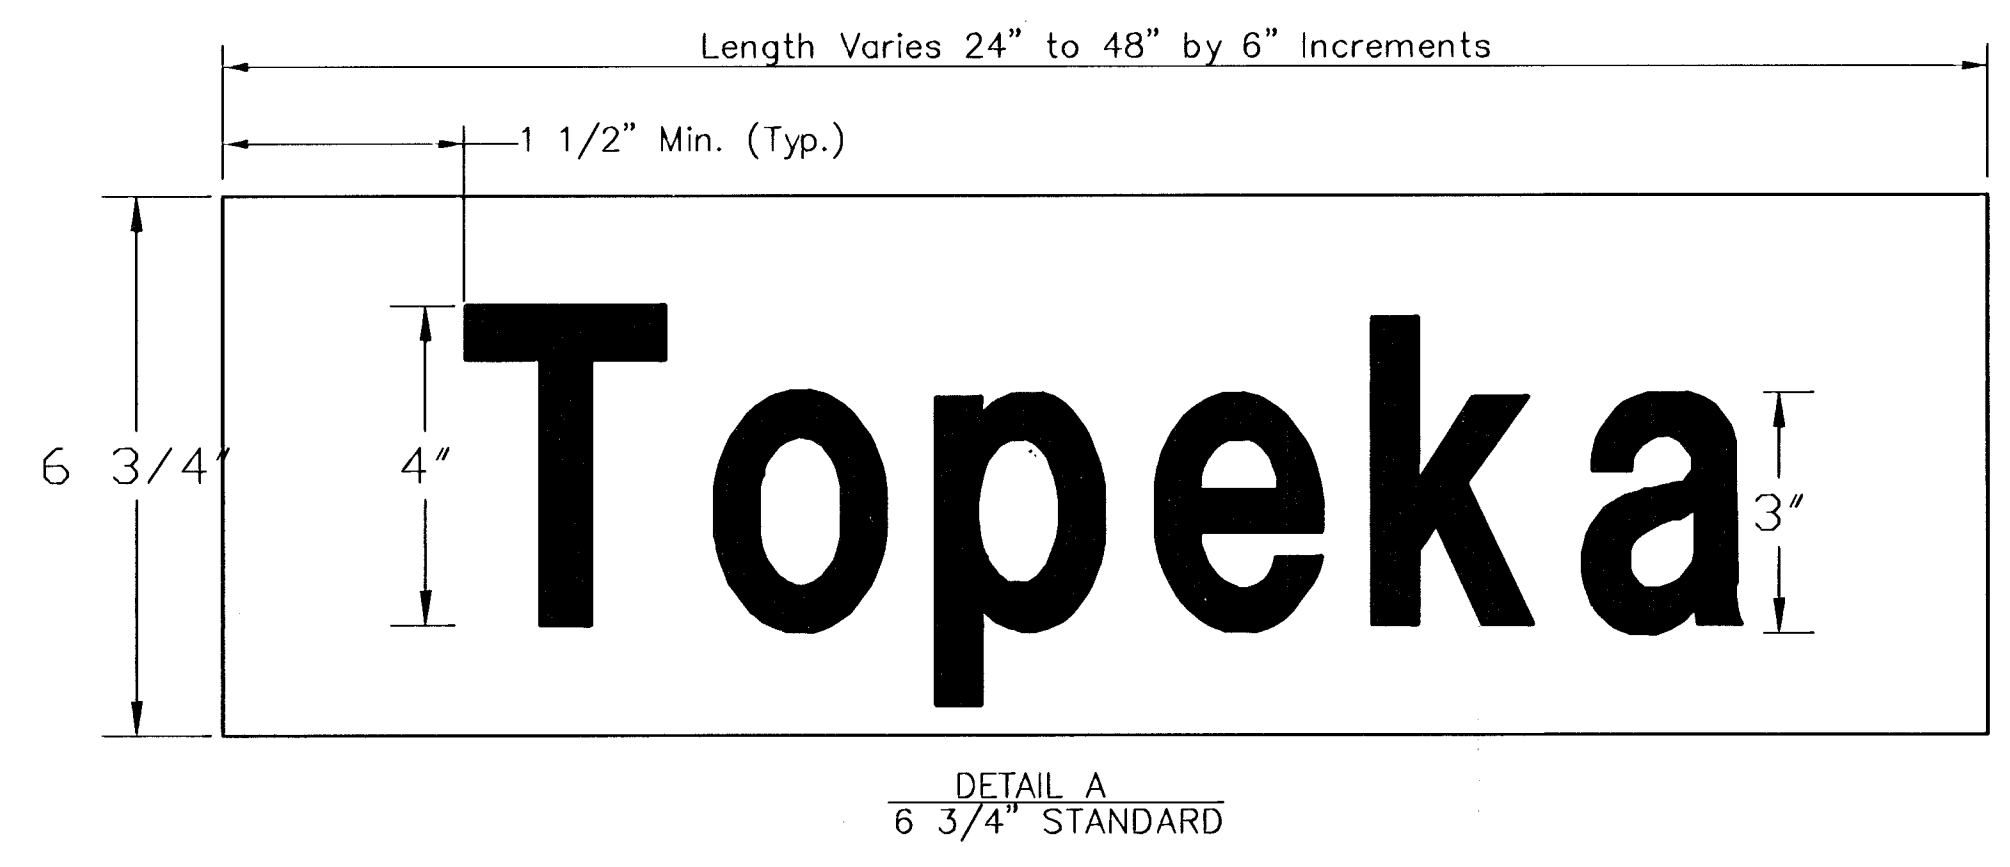 Length Varies 24" to 48" by 6" Increments
1 1/2" Min. (Typ.)
6 3/4"
4"
Topeka
3"
DETAIL A
6 3/4" STANDARD